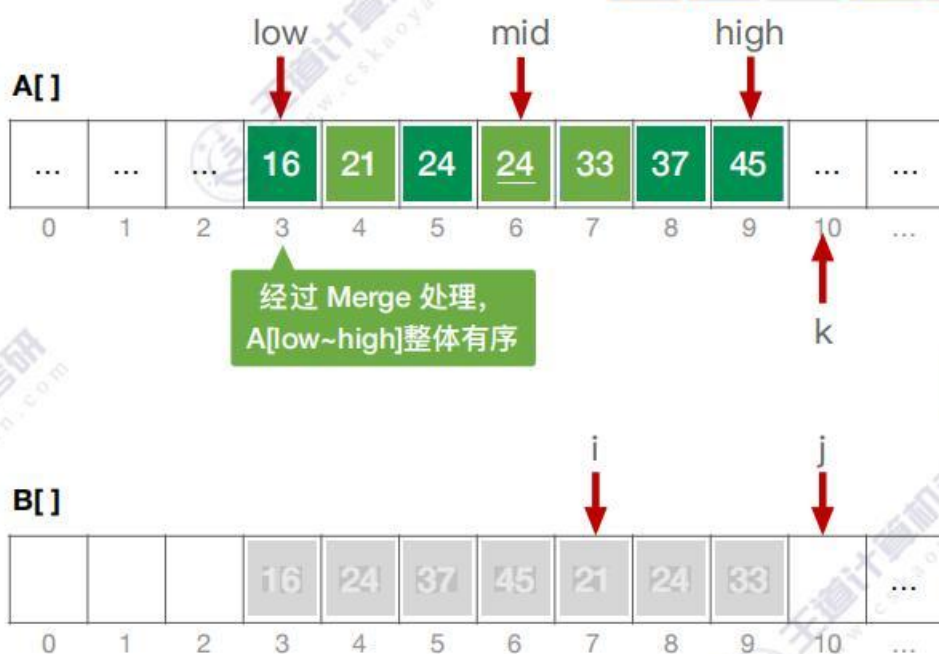 low mid high
A[ ]
... ... ... 16 21 24 24 33 37 45 ... ...
0 1 2 3 4 5 6 7 8 9 10 ...
经过 Merge 处理，
A[low~high]整体有序
k
i j
B[ ]
16 24 37 45 21 24 33 ...
0 1 2 3 4 5 6 7 8 9 10 ...